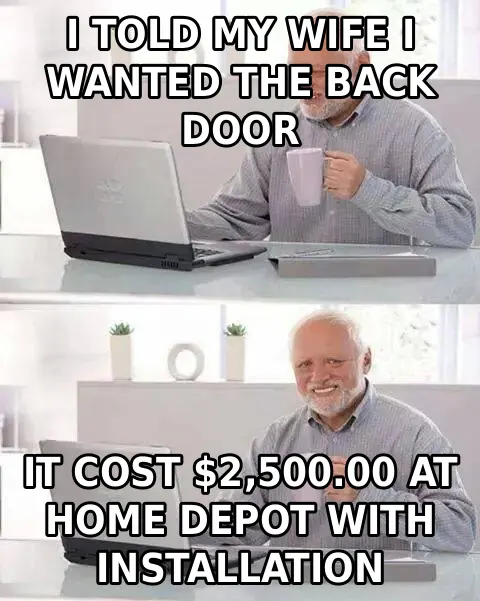 I TOLD MY WIFE I
WANTED THE BACK
DOOR
IT COST $2,500.00 AT
HOME DEPOT WITH
INSTALLATION